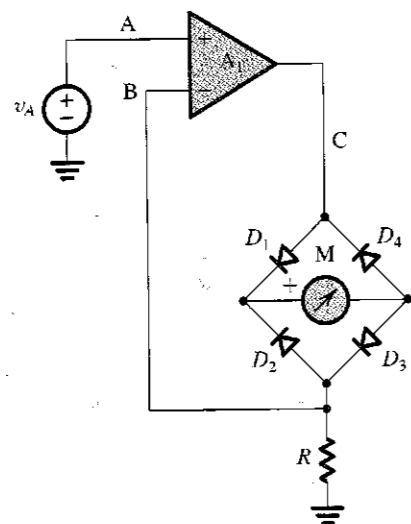 A
+
A₁
v_A
+
−
B
−
C
D₁
D₄
M
+
D₂
D₃
R